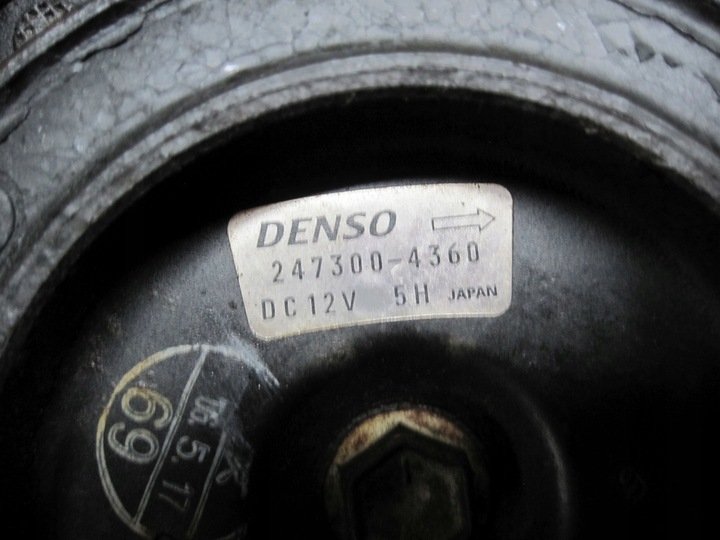 DENSO
247300-4360
DC12V 5H JAPAN
69
06.5.17